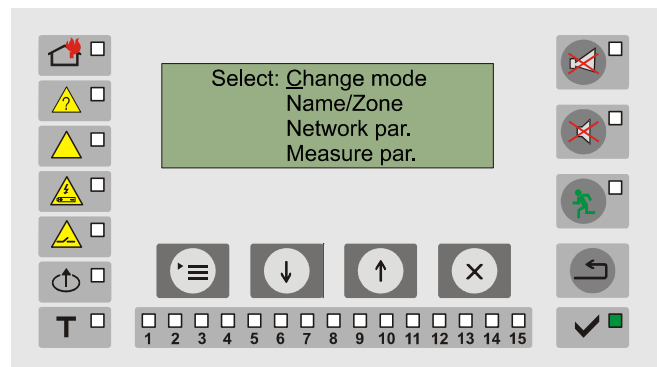 Select: Change mode
Name/Zone
Network par.
Measure par.
?
T
1 2 3 4 5 6 7 8 9 10 11 12 13 14 15